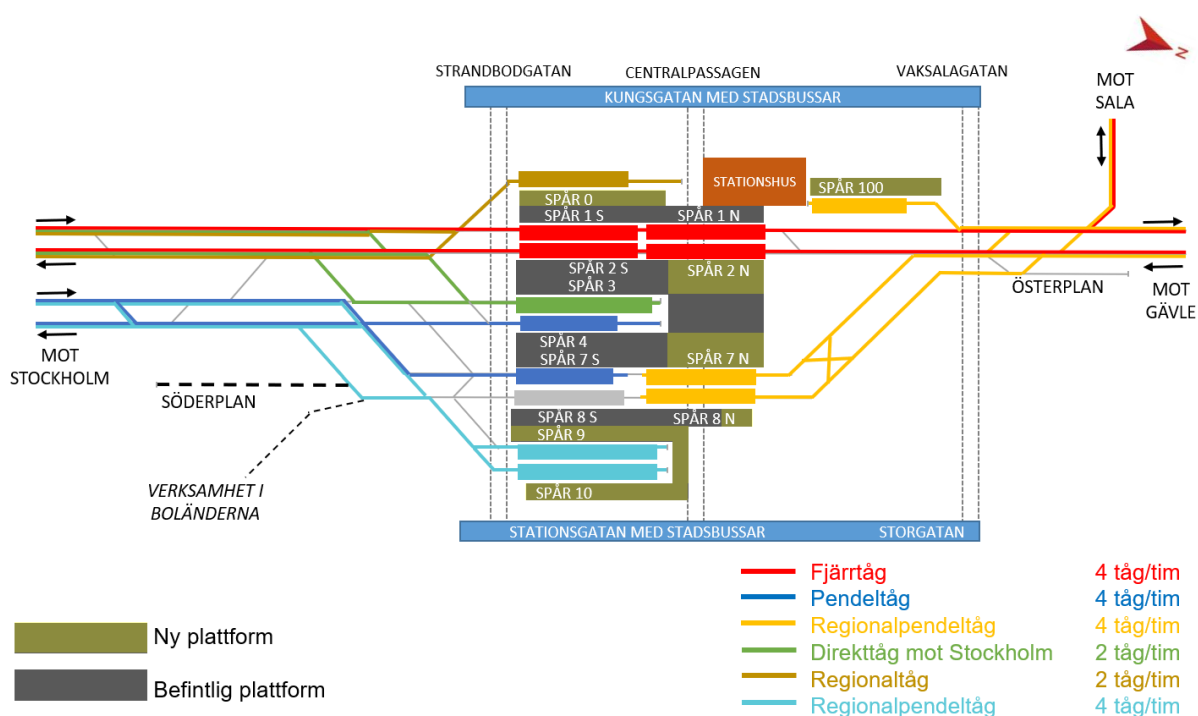 N
STRANDBODGATAN
CENTRALPASSAGEN
VAKSALAGATAN
MOT
SALA
KUNGSGATAN MED STADSBUSSAR
STATIONSHUS
SPÅR 100
SPÅR 0
SPÅR 1 S
SPÅR 1 N
SPÅR 2 S
SPÅR 2 N
SPÅR 3
ÖSTERPLAN
MOT
GÄVLE
SPÅR 4
SPÅR 7 S
SPÅR 7 N
MOT
STOCKHOLM
SÖDERPLAN
SPÅR 8 S
SPÅR 8 N
SPÅR 9
SPÅR 10
VERKSAMHET I
BOLÄNDERNA
STATIONSGATAN MED STADSBUSSAR
STORGATAN
Fjärrtåg 4 tåg/tim
Pendeltåg 4 tåg/tim
Regionalpendeltåg 4 tåg/tim
Direkttåg mot Stockholm 2 tåg/tim
Regionaltåg 2 tåg/tim
Regionalpendeltåg 4 tåg/tim
Ny plattform
Befintlig plattform